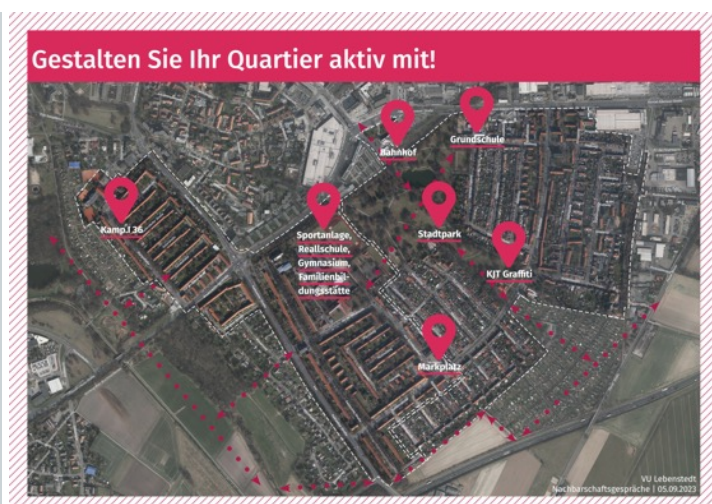 Gestalten Sie Ihr Quartier aktiv mit!
Bahnhof
Grundschule
Kamp.l 36
Sportanlage,
Reallschule,
Gymnasium,
Familienbil-
dungsstätte
Stadtpark
KJT Graffiti
Markplatz
VU Lebenstedt
Nachbarschaftsgespräche | 05.09.2023